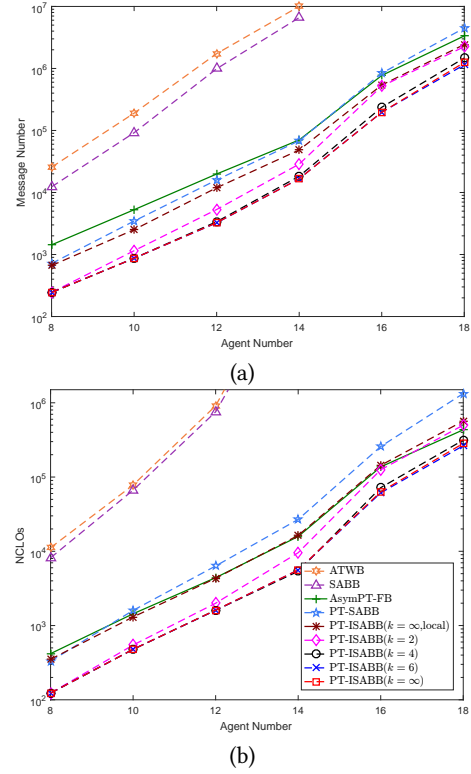 10^7
10^6
10^5
10^4
10^3
10^2
Message Number
8 10 12 14 16 18
Agent Number
(a)
10^6
10^5
10^4
10^3
10^2
NCLOs
ATWB
SABB
AsymPT-FB
PT-SABB
PT-ISABB(k = ∞,local)
PT-ISABB(k = 2)
PT-ISABB(k = 4)
PT-ISABB(k = 6)
PT-ISABB(k = ∞)
8 10 12 14 16 18
Agent Number
(b)